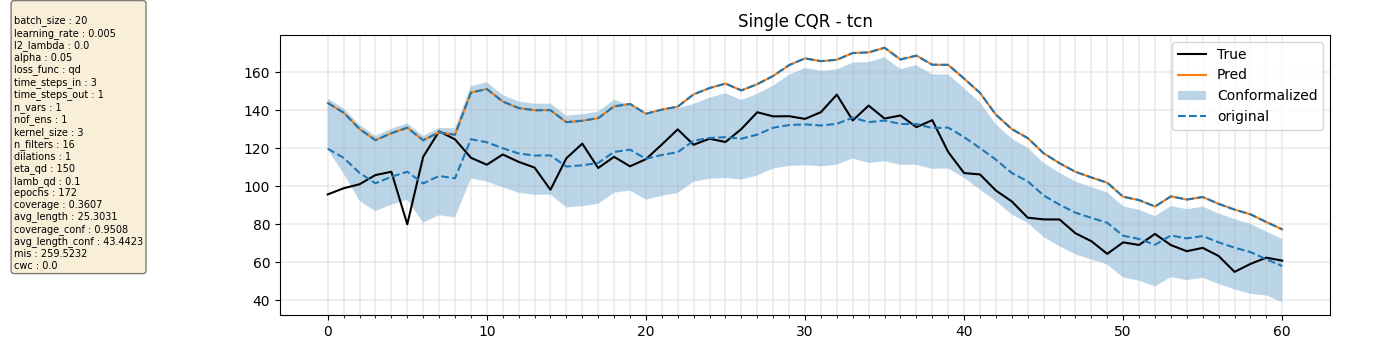 batch_size : 20
learning_rate : 0.005
l2_lambda : 0.0
alpha : 0.05
loss_func : qd
time_steps_in : 3
time_steps_out : 1
n_vars : 1
nof_ens : 1
kernel_size : 3
n_filters : 16
dilations : 1
eta_qd : 150
lamb_qd : 0.1
epochs : 172
coverage : 0.3607
avg_length : 25.3031
coverage_conf : 0.9508
avg_length_conf : 43.4423
mis : 259.5232
cwc : 0.0
Single CQR - tcn
160
140
120
100
80
60
40
0 10 20 30 40 50 60
True
Pred
Conformalized
original